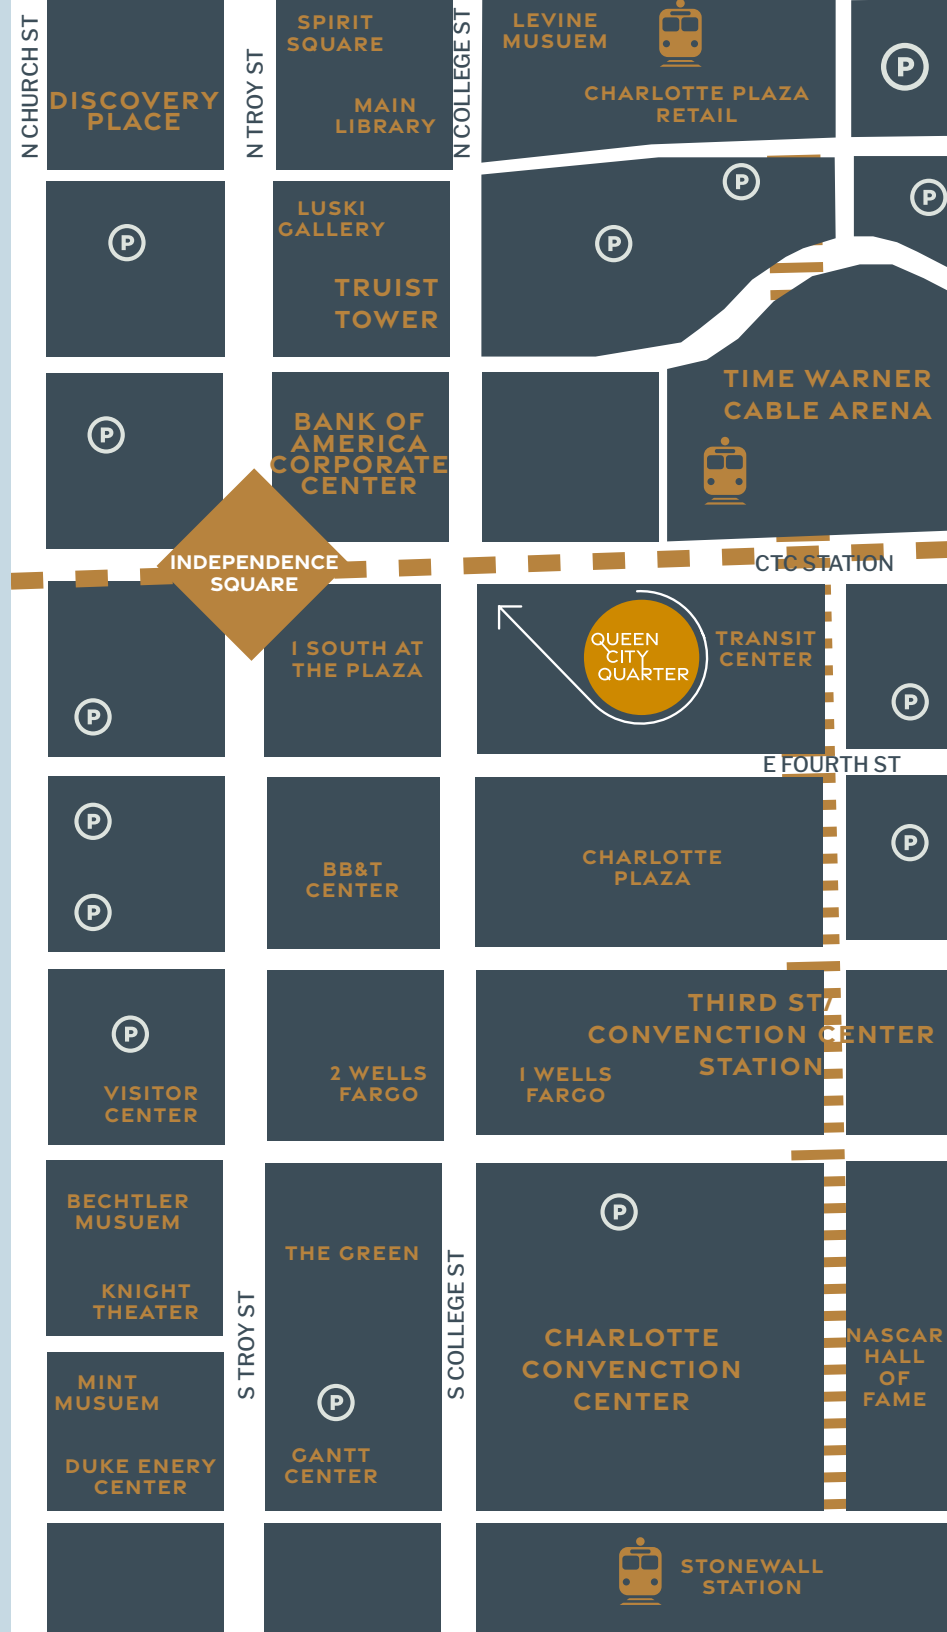 N CHURCH ST
DISCOVERY
PLACE
N TROY ST
SPIRIT
SQUARE
MAIN
LIBRARY
N COLLEGE ST
LEVINE
MUSUEM
CHARLOTTE PLAZA
RETAIL
P
P
LUSKI
GALLERY
TRUIST
TOWER
P
P
P
P
BANK OF
AMERICA
CORPORATE
CENTER
TIME WARNER
CABLE ARENA
INDEPENDENCE
SQUARE
CTC STATION
P
1 SOUTH AT
THE PLAZA
QUEEN
CITY
QUARTER
TRANSIT
CENTER
P
E FOURTH ST
P
P
BB&T
CENTER
CHARLOTTE
PLAZA
P
P
VISITOR
CENTER
2 WELLS
FARGO
1 WELLS
FARGO
THIRD ST/
CONVENCTION CENTER
STATION
BECHTLER
MUSUEM
KNIGHT
THEATER
THE GREEN
P
MINT
MUSUEM
DUKE ENERY
CENTER
S TROY ST
P
GANTT
CENTER
S COLLEGE ST
CHARLOTTE
CONVENCTION
CENTER
NASCAR
HALL
OF
FAME
STONEWALL
STATION